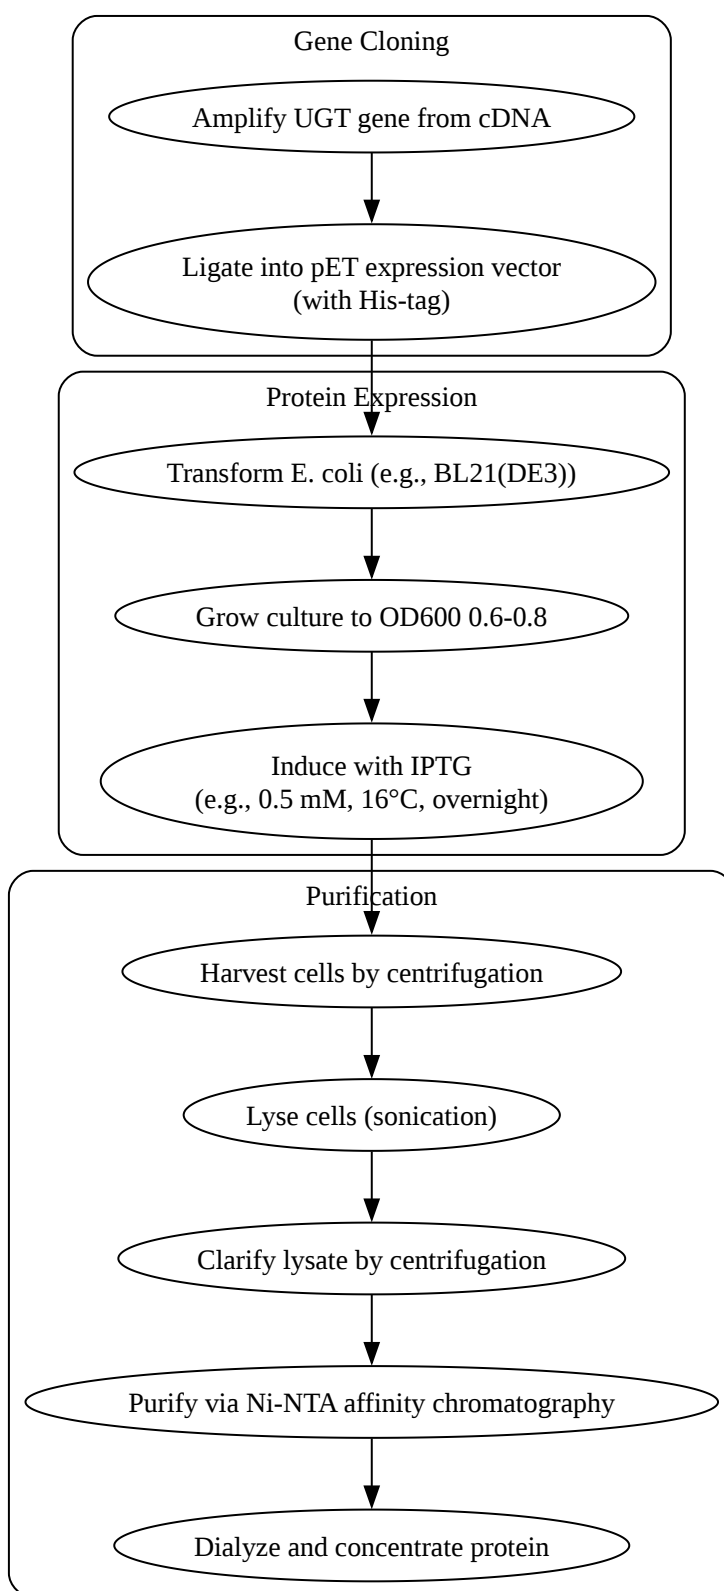 Gene Cloning
Amplify UGT gene from cDNA
Ligate into pET expression vector
(with His-tag)
Protein Expression
Transform E. coli (e.g., BL21(DE3))
Grow culture to OD600 0.6-0.8
Induce with IPTG
(e.g., 0.5 mM, 16°C, overnight)
Purification
Harvest cells by centrifugation
Lyse cells (sonication)
Clarify lysate by centrifugation
Purify via Ni-NTA affinity chromatography
Dialyze and concentrate protein